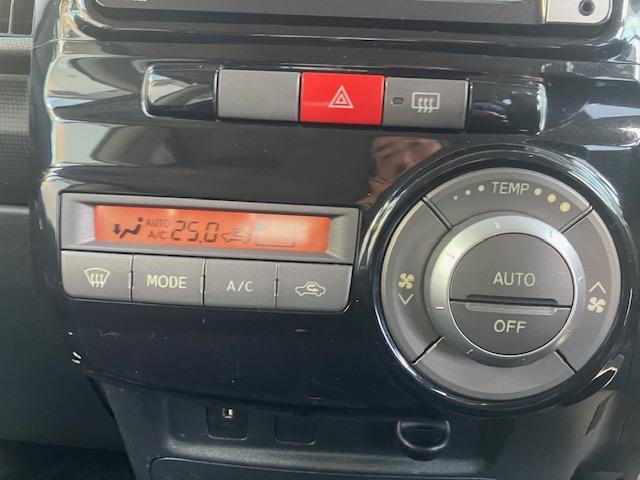 TEMP
AUTO
A/C 25.0
MODE A/C
AUTO
OFF